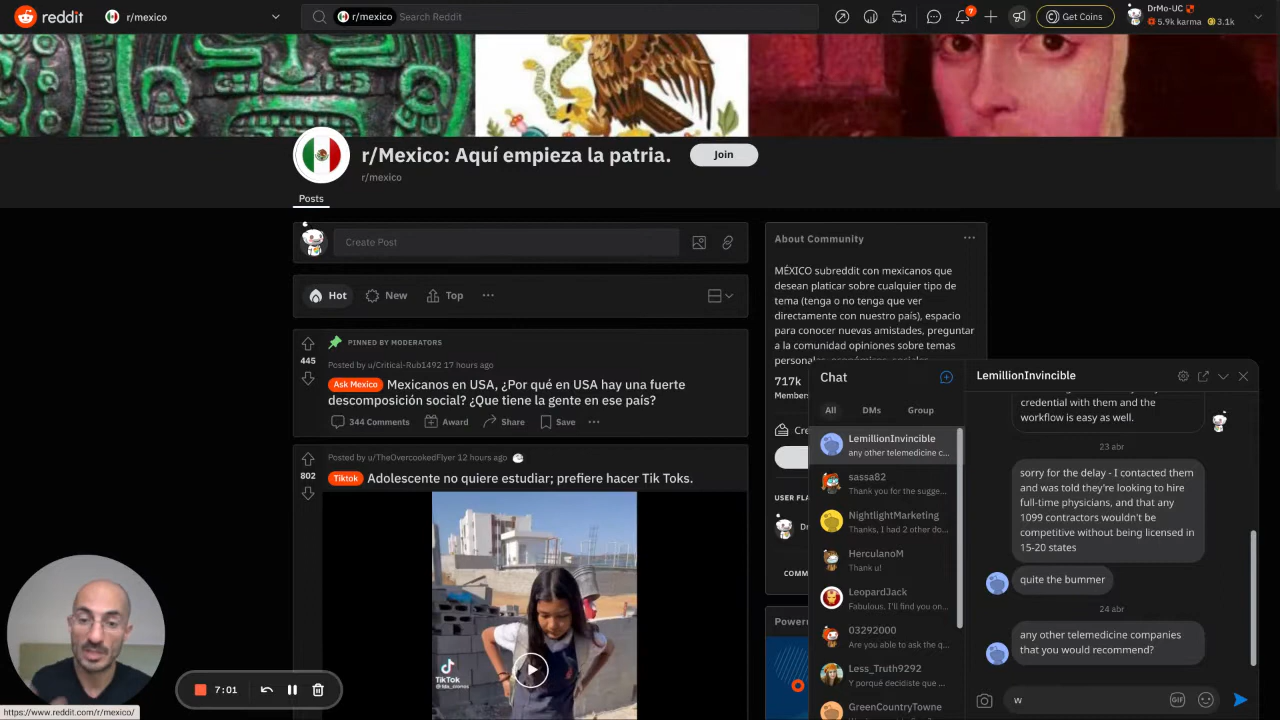 reddit
r/mexico
r/mexico Search Reddit
7
Get Coins
DrMo-UC
5.9k karma 3.1k
r/Mexico: Aquí empieza la patria.
Join
r/mexico
Posts
Create Post
Hot
New
Top
PINNED BY MODERATORS
445
Posted by u/Critical-Rub1492 17 hours ago
Ask Mexico Mexicanos en USA, ¿Por qué en USA hay una fuerte
descomposición social? ¿Que tiene la gente en ese país?
344 Comments
Award
Share
Save
802
Posted by u/TheOvercookedFlyer 12 hours ago
Tiktok Adolescente no quiere estudiar; prefiere hacer Tik Toks.
TikTok
About Community
MÉXICO subreddit con mexicanos que
desean platicar sobre cualquier tipo de
tema (tenga o no tenga que ver
directamente con nuestro país), espacio
para conocer nuevas amistades, preguntar
a la comunidad opiniones sobre temas
717k
Chat
All
DMs
Group
LemillionInvincible
any other telemedicine c...
sassa82
Thank you for the sugge...
NightlightMarketing
Thanks, I had 2 other do...
HerculanoM
Thank u!
LeopardJack
Fabulous. I'll find you on...
03292000
Are you able to ask the q...
Less_Truth9292
Y porqué decidiste que ...
GreenCountryTowne
LemillionInvincible
credential with them and the
workflow is easy as well.
23 abr
sorry for the delay - I contacted them
and was told they're looking to hire
full-time physicians, and that any
1099 contractors wouldn't be
competitive without being licensed in
15-20 states
quite the bummer
24 abr
any other telemedicine companies
that you would recommend?
w
GIF
7:01
https://www.reddit.com/r/mexico/